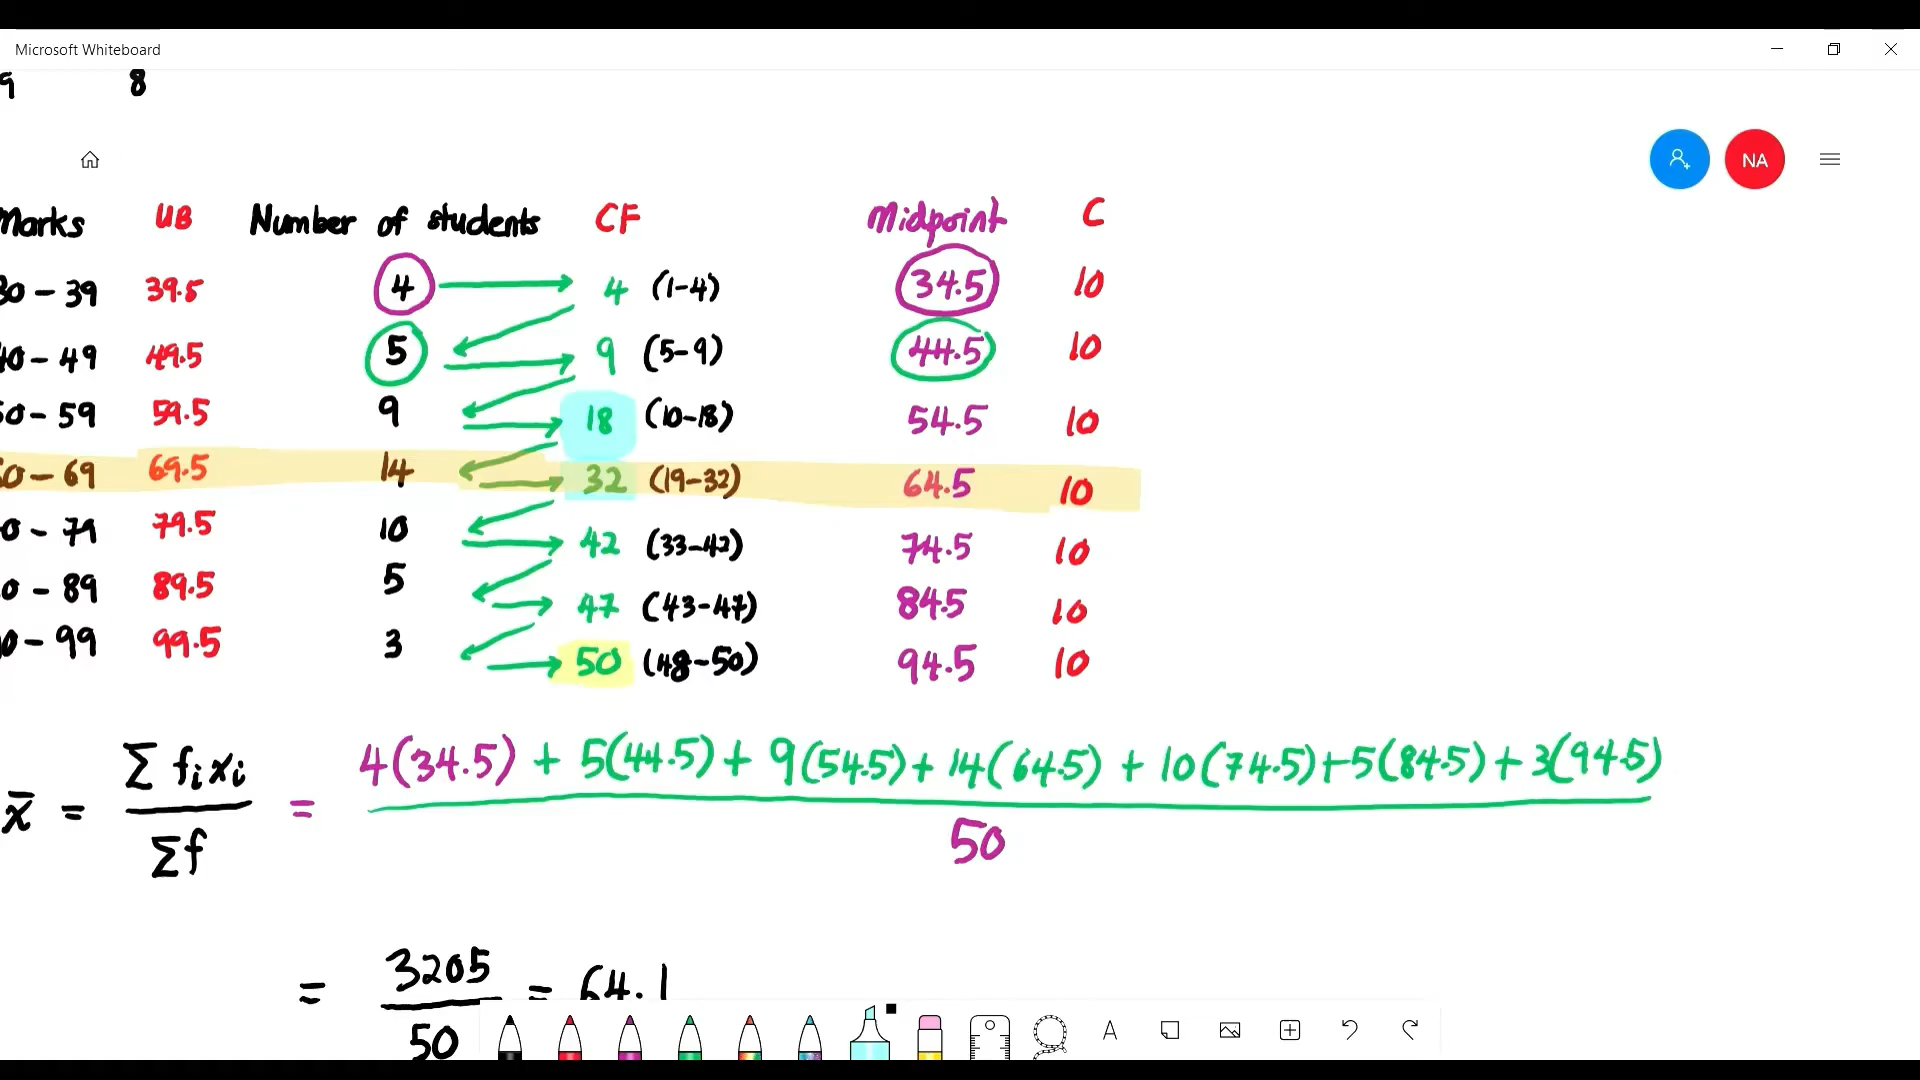 Microsoft Whiteboard
9 8
NA
Marks UB Number of students CF Midpoint C
30 - 39 39.5 4 4 (1-4) 34.5 10
40 - 49 49.5 5 9 (5-9) 44.5 10
50 - 59 59.5 9 18 (10-18) 54.5 10
60 - 69 69.5 14 32 (19-32) 64.5 10
0 - 79 79.5 10 42 (33-42) 74.5 10
0 - 89 89.5 5 47 (43-47) 84.5 10
0 - 99 99.5 3 50 (48-50) 94.5 10
x̄ = Σ fᵢxᵢ / Σf = 4(34.5) + 5(44.5) + 9(54.5) + 14(64.5) + 10(74.5) + 5(84.5) + 3(94.5) / 50
= 3205 / 50 = 64.1